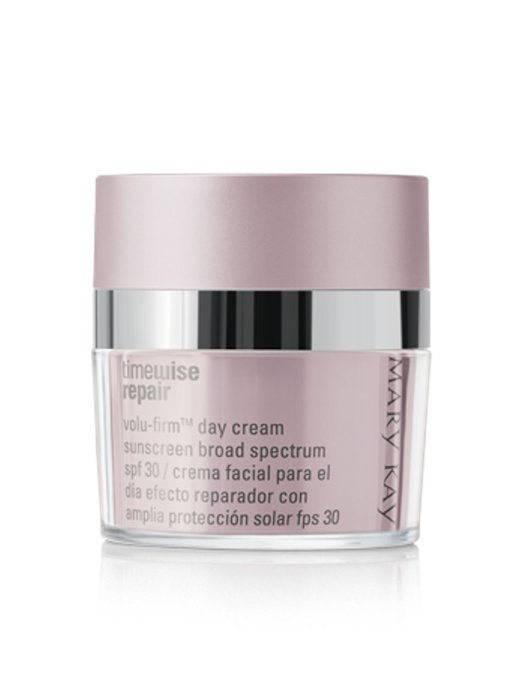 timewise
repair
volu-firm™ day cream
sunscreen broad spectrum
spf 30 / crema facial para el
día efecto reparador con
amplia protección solar fps 30
MARY KAY